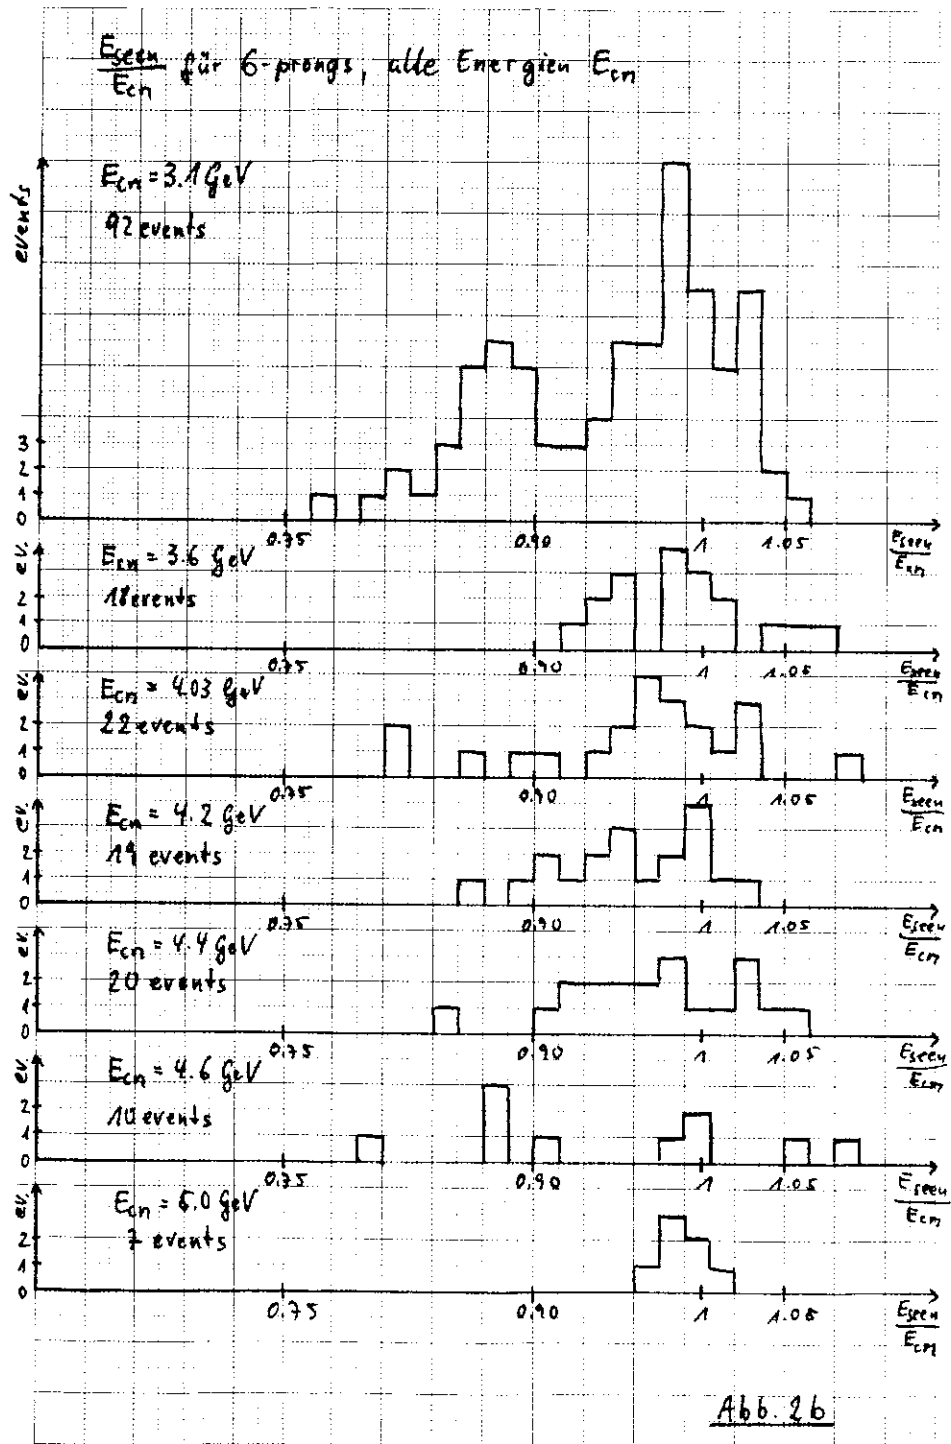 Eseen
/Ecm für 6-prongs, alle Energien Ecm
Ecm = 3.1 GeV
92 events
events
3
2
1
0
0.75 0.90 1 1.05 Eseen/Ecm
Ecm = 3.6 GeV
18 events
ev.
2
1
0
0.75 0.90 1 1.05 Eseen/Ecm
Ecm = 4.03 GeV
22 events
ev.
2
1
0
0.75 0.90 1 1.05 Eseen/Ecm
Ecm = 4.2 GeV
19 events
ev.
2
1
0
0.75 0.90 1 1.05 Eseen/Ecm
Ecm = 4.4 GeV
20 events
ev.
2
1
0
0.75 0.90 1 1.05 Eseen/Ecm
Ecm = 4.6 GeV
10 events
ev.
2
1
0
0.75 0.90 1 1.05 Eseen/Ecm
Ecm = 5.0 GeV
7 events
ev.
2
1
0
0.75 0.90 1 1.05 Eseen/Ecm
Abb. 2b